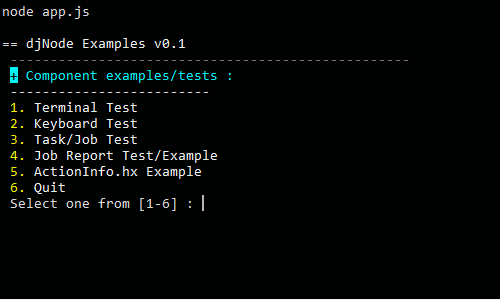 node app.js
== djNode Examples v0.1
--------------------------------------------------
+ Component examples/tests :
-------------------------
1. Terminal Test
2. Keyboard Test
3. Task/Job Test
4. Job Report Test/Example
5. ActionInfo.hx Example
6. Quit
Select one from [1-6] :